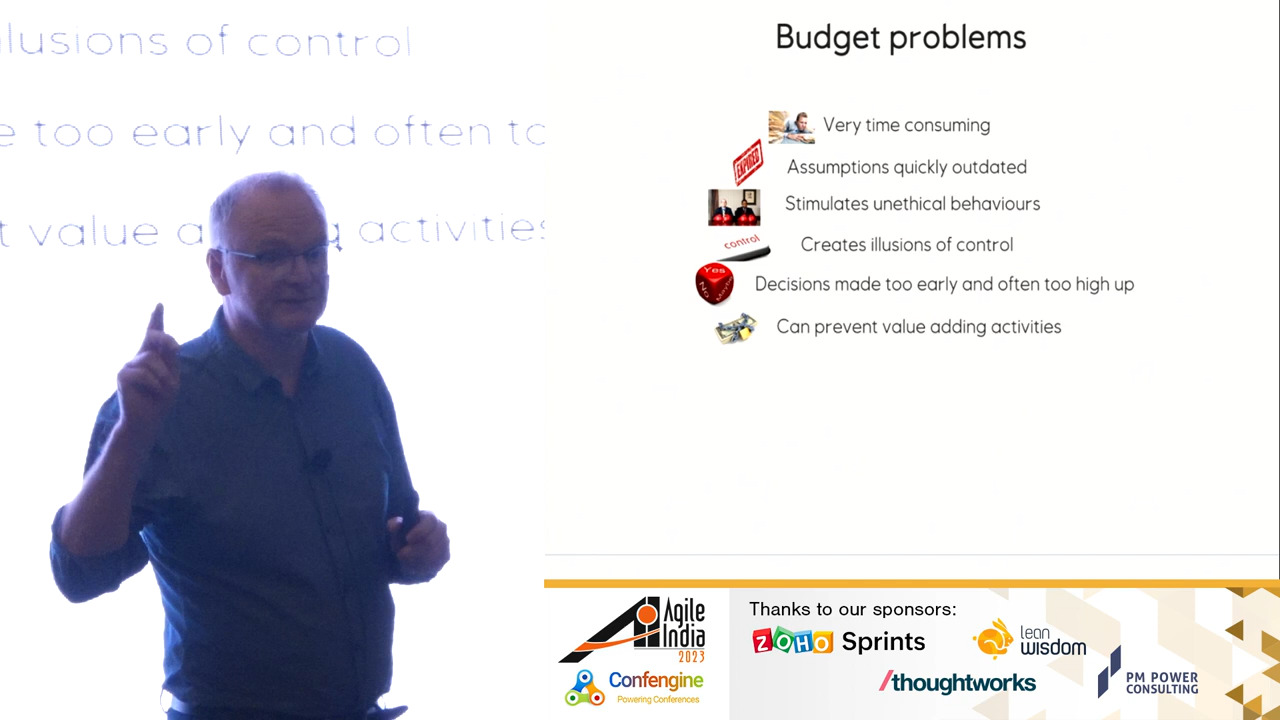 lusions of control
e too early and often to
t value a activities
Budget problems
Very time consuming
EXPIRED
Assumptions quickly outdated
Stimulates unethical behaviours
control
Creates illusions of control
Yes
No
Maybe
Decisions made too early and often too high up
Can prevent value adding activities
Agile
India
2023
Confengine
Powering Conferences
Thanks to our sponsors:
ZOHO Sprints
lean
wisdom
/thoughtworks
PM POWER
CONSULTING